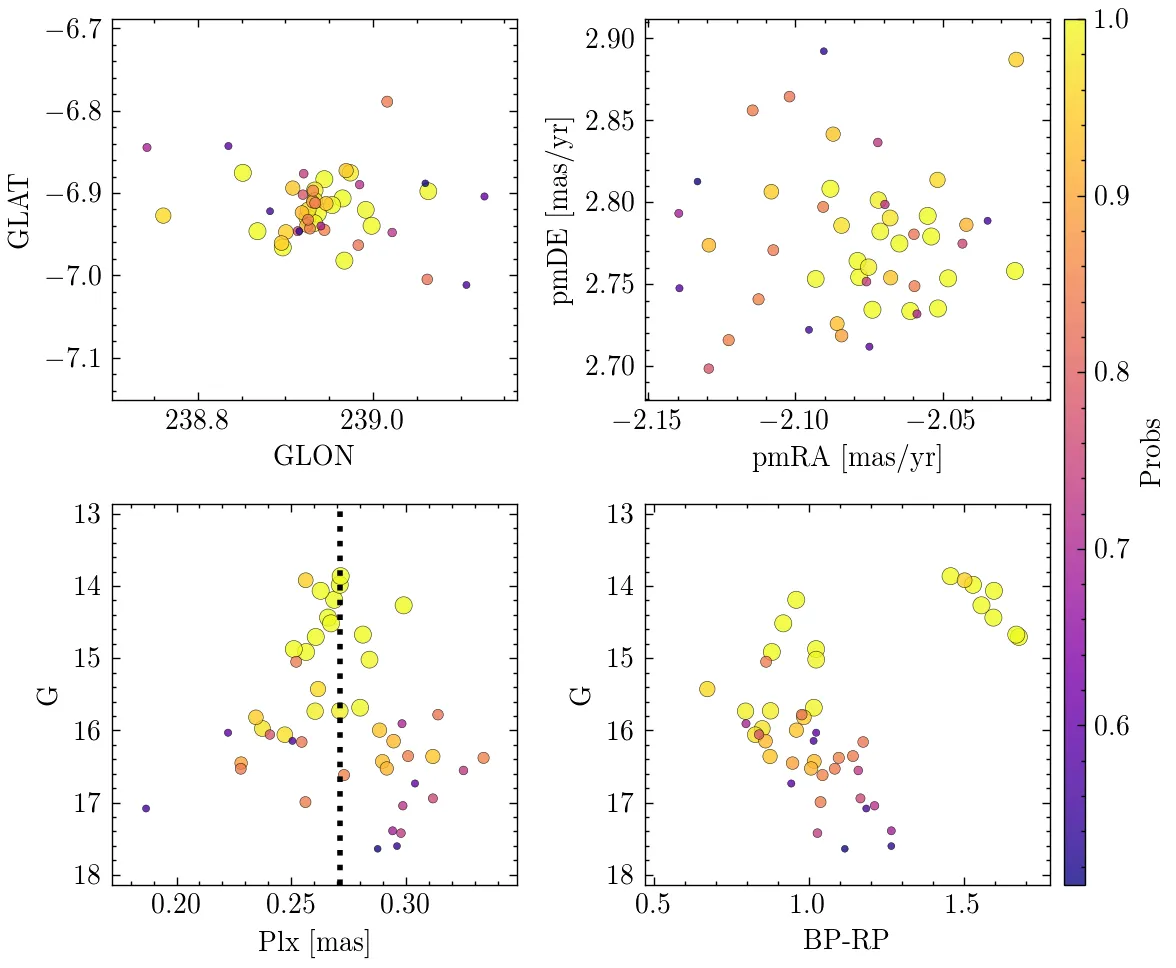 −6.7
−6.8
−6.9
−7.0
−7.1
GLAT
238.8 239.0
GLON
2.90
2.85
2.80
2.75
2.70
pmDE [mas/yr]
−2.15 −2.10 −2.05
pmRA [mas/yr]
13
14
15
16
17
18
G
0.20 0.25 0.30
Plx [mas]
13
14
15
16
17
18
G
0.5 1.0 1.5
BP-RP
1.0
0.9
0.8
0.7
0.6
Probs